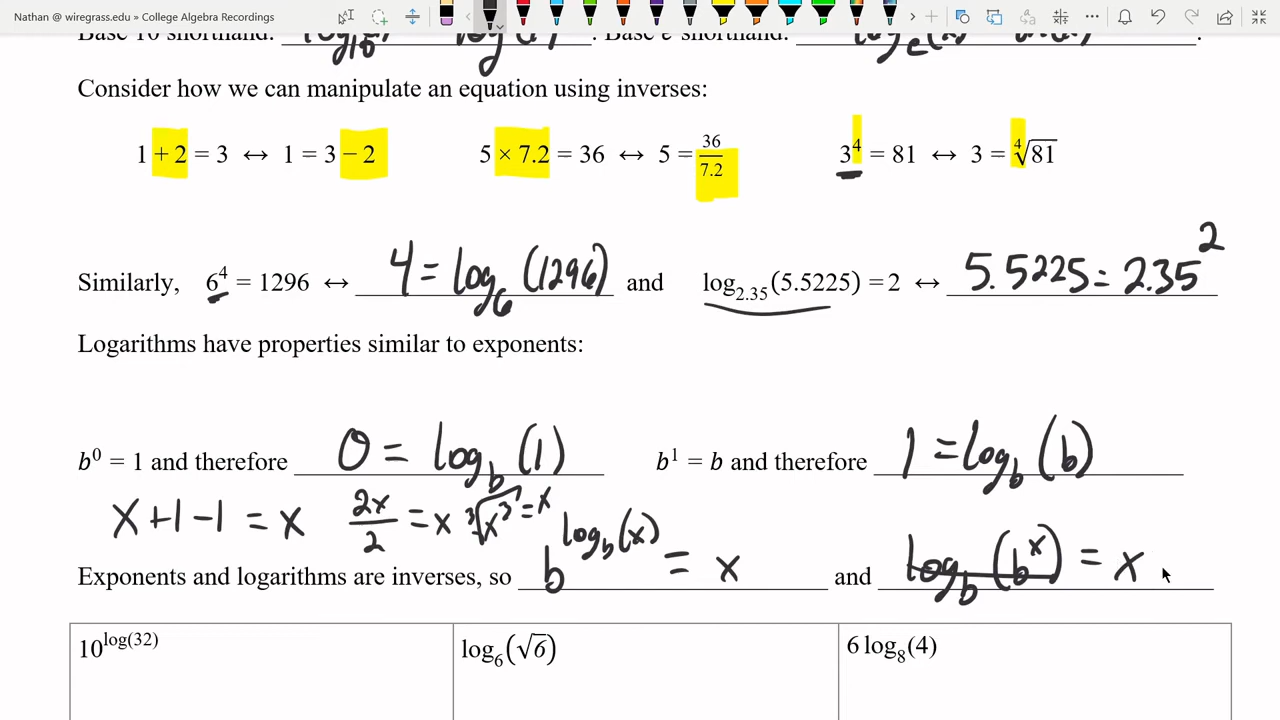 Nathan @ wiregrass.edu » College Algebra Recordings
Base 10 shorthand: log₁₀ log . Base e shorthand: logₑ .
Consider how we can manipulate an equation using inverses:
1 + 2 = 3 ↔ 1 = 3 − 2 5 × 7.2 = 36 ↔ 5 = 36/7.2 3⁴ = 81 ↔ 3 = ⁴√81
Similarly, 6⁴ = 1296 ↔ 4 = log₆(1296) and log₂.₃₅(5.5225) = 2 ↔ 5.5225 = 2.35²
Logarithms have properties similar to exponents:
b⁰ = 1 and therefore 0 = log_b(1) b¹ = b and therefore 1 = log_b(b)
x + 1 − 1 = x 2x/2 = x ³√x³ = x
Exponents and logarithms are inverses, so b^log_b(x) = x and log_b(b^x) = x
10^log(32) log₆(√6) 6 log₈(4)